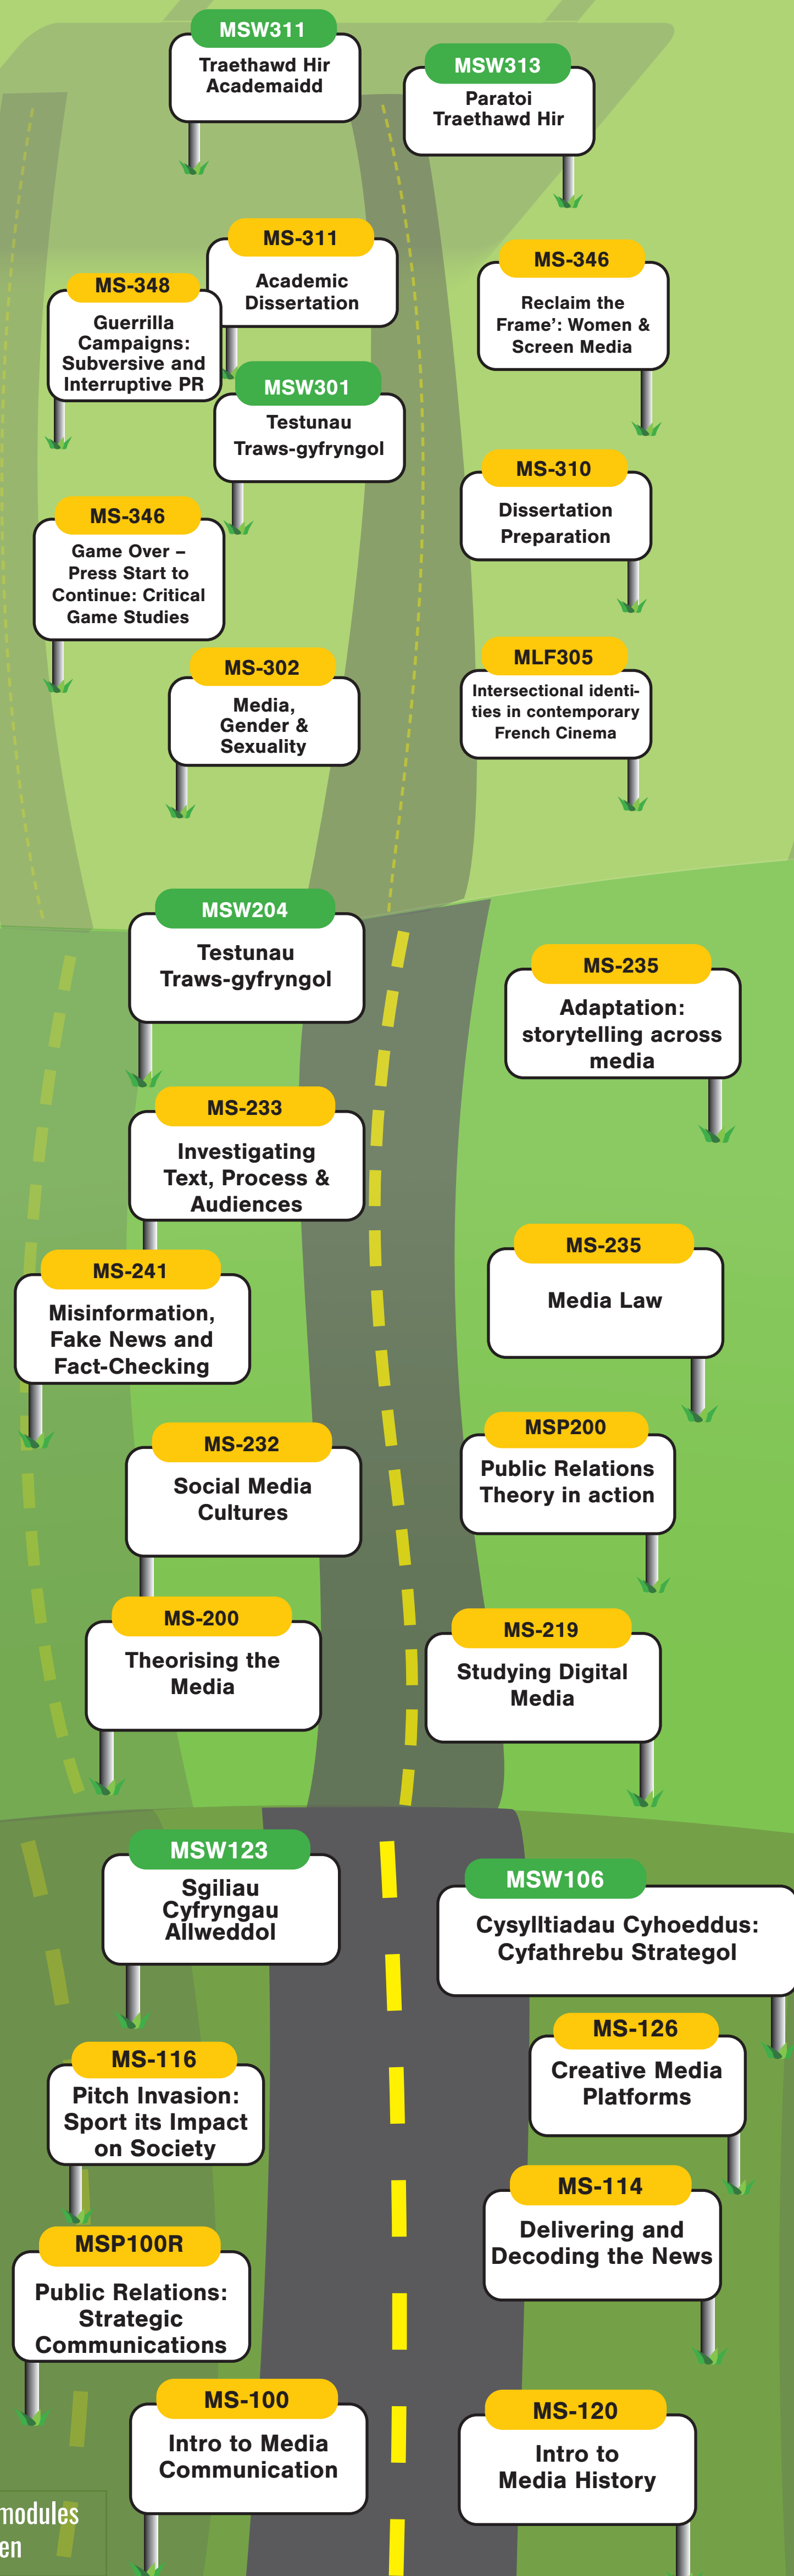 MSW311
Traethawd Hir
Academaidd
MSW313
Paratoi
Traethawd Hir
MS-311
Academic
Dissertation
MS-346
Reclaim the
Frame’: Women &
Screen Media
MS-348
Guerrilla
Campaigns:
Subversive and
Interruptive PR
MSW301
Testunau
Traws-gyfryngol
MS-310
Dissertation
Preparation
MS-346
Game Over –
Press Start to
Continue: Critical
Game Studies
MS-302
Media,
Gender &
Sexuality
MLF305
Intersectional identi-
ties in contemporary
French Cinema
MSW204
Testunau
Traws-gyfryngol
MS-235
Adaptation:
storytelling across
media
MS-233
Investigating
Text, Process &
Audiences
MS-235
Media Law
MS-241
Misinformation,
Fake News and
Fact-Checking
MSP200
Public Relations
Theory in action
MS-232
Social Media
Cultures
MS-200
Theorising the
Media
MS-219
Studying Digital
Media
MSW123
Sgiliau
Cyfryngau
Allweddol
MSW106
Cysylltiadau Cyhoeddus:
Cyfathrebu Strategol
MS-126
Creative Media
Platforms
MS-116
Pitch Invasion:
Sport its Impact
on Society
MS-114
Delivering and
Decoding the News
MSP100R
Public Relations:
Strategic
Communications
MS-100
Intro to Media
Communication
MS-120
Intro to
Media History
modules
en